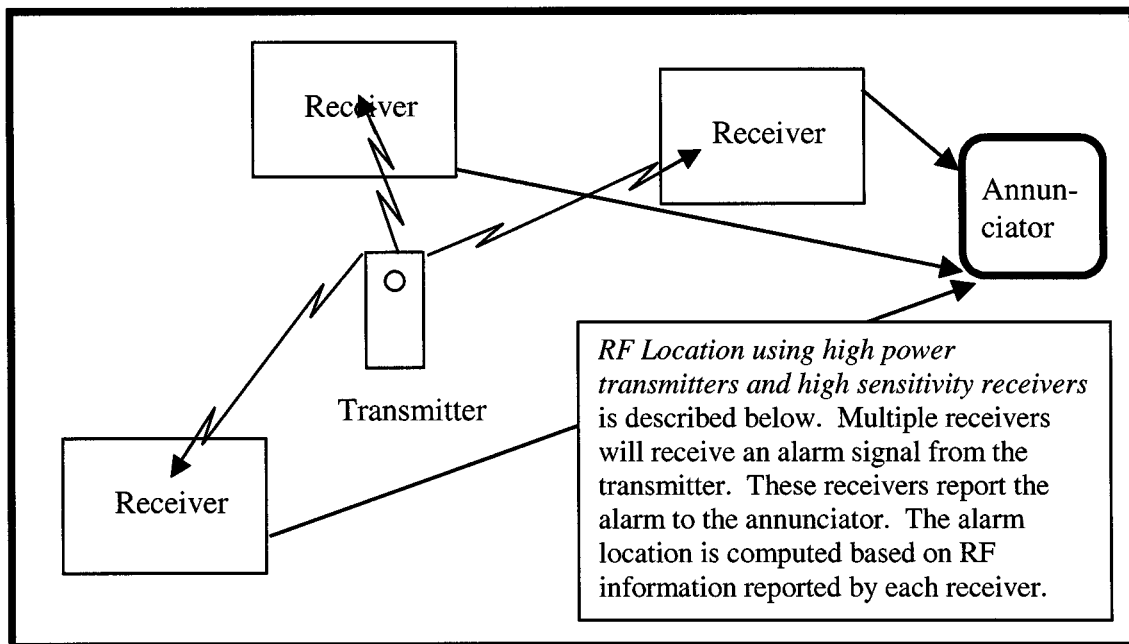 Receiver
Receiver
Annun-
ciator
Transmitter
Receiver
RF Location using high power
transmitters and high sensitivity receivers
is described below. Multiple receivers
will receive an alarm signal from the
transmitter. These receivers report the
alarm to the annunciator. The alarm
location is computed based on RF
information reported by each receiver.